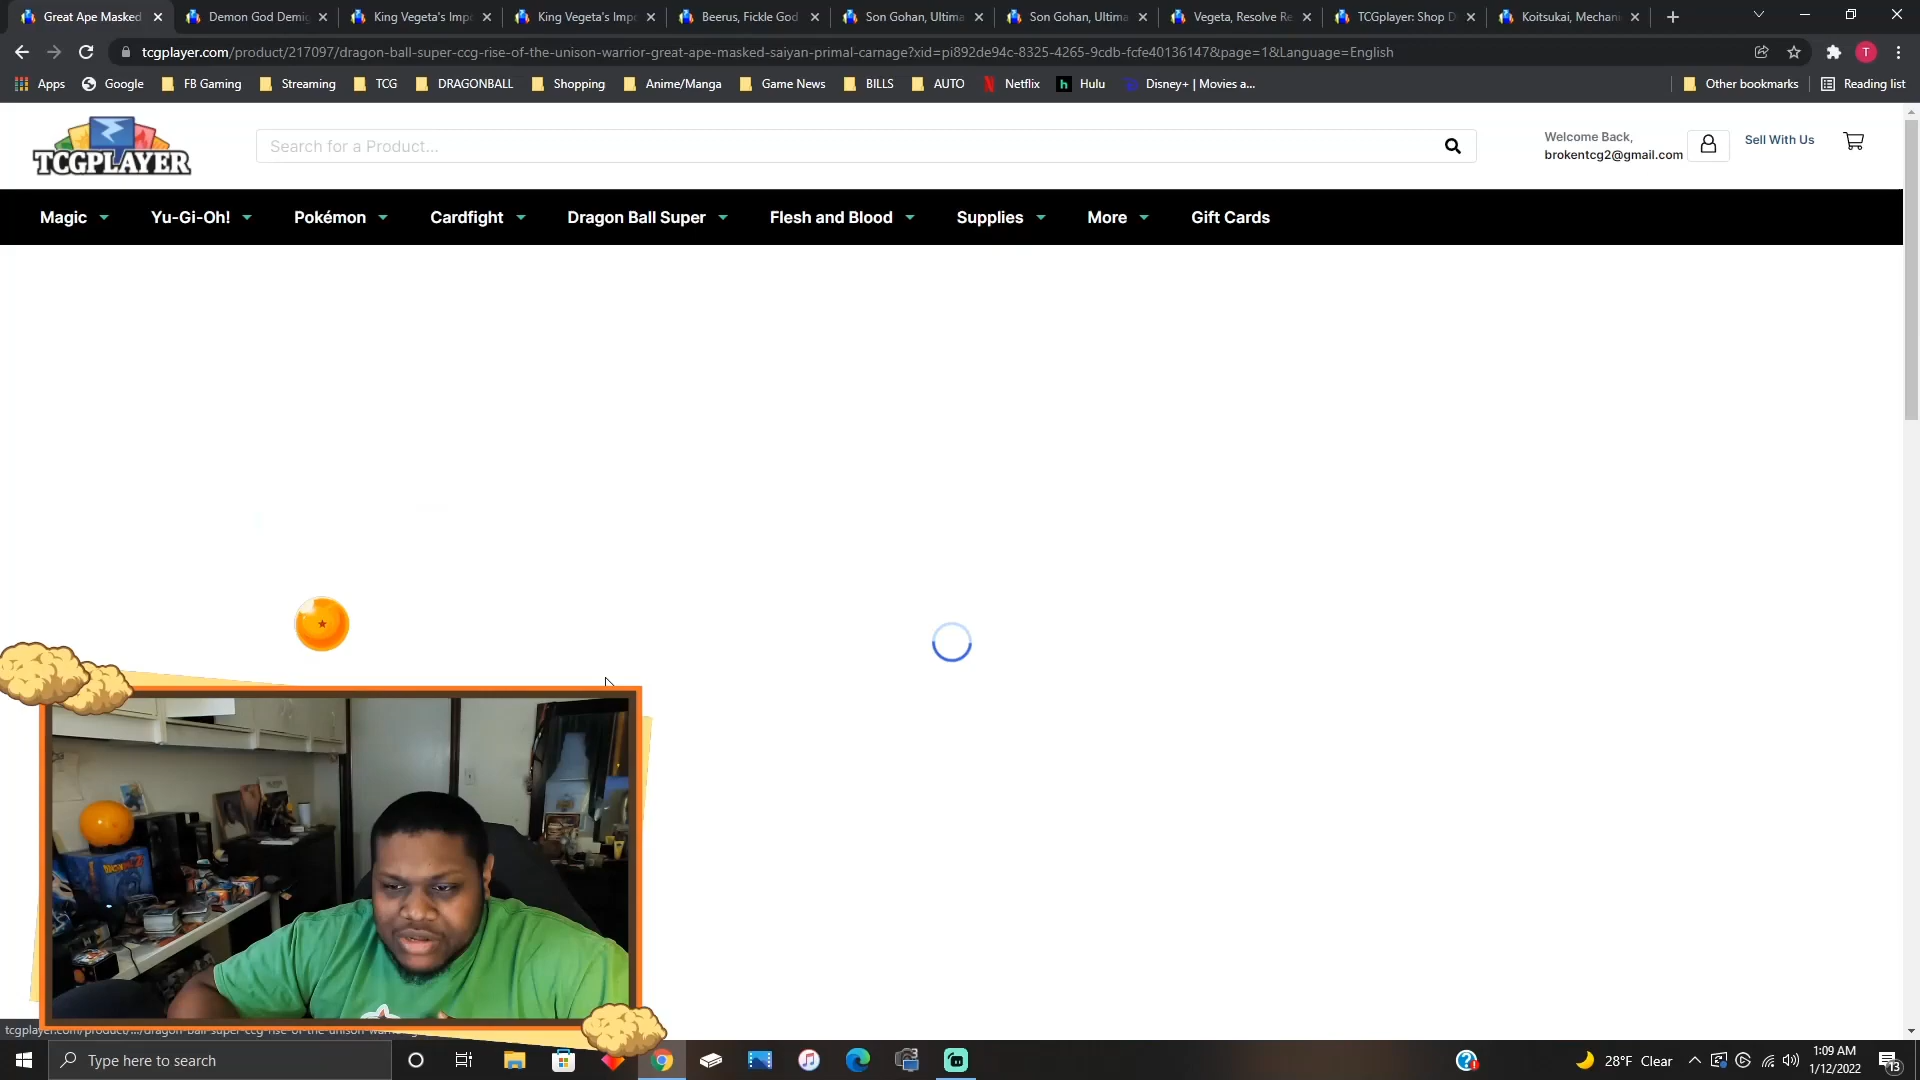 Great Ape Masked
Demon God Demig
King Vegeta's Impe
King Vegeta's Impe
Beerus, Fickle God
Son Gohan, Ultima
Son Gohan, Ultima
Vegeta, Resolve Re
TCGplayer: Shop D
Koitsukai, Mechani
tcgplayer.com/product/217097/dragon-ball-super-ccg-rise-of-the-unison-warrior-great-ape-masked-saiyan-primal-carnage?xid=pi892de94c-8325-4265-9cdb-fcfe40136147&page=1&Language=English
T
Apps
Google
FB Gaming
Streaming
TCG
DRAGONBALL
Shopping
Anime/Manga
Game News
BILLS
AUTO
Netflix
h Hulu
Disney+ | Movies a...
Other bookmarks
Reading list
TCGPLAYER
Search for a Product...
Welcome Back,
brokentcg2@gmail.com
Sell With Us
Magic
Yu-Gi-Oh!
Pokémon
Cardfight
Dragon Ball Super
Flesh and Blood
Supplies
More
Gift Cards
Type here to search
28°F Clear
1:09 AM
1/12/2022
13